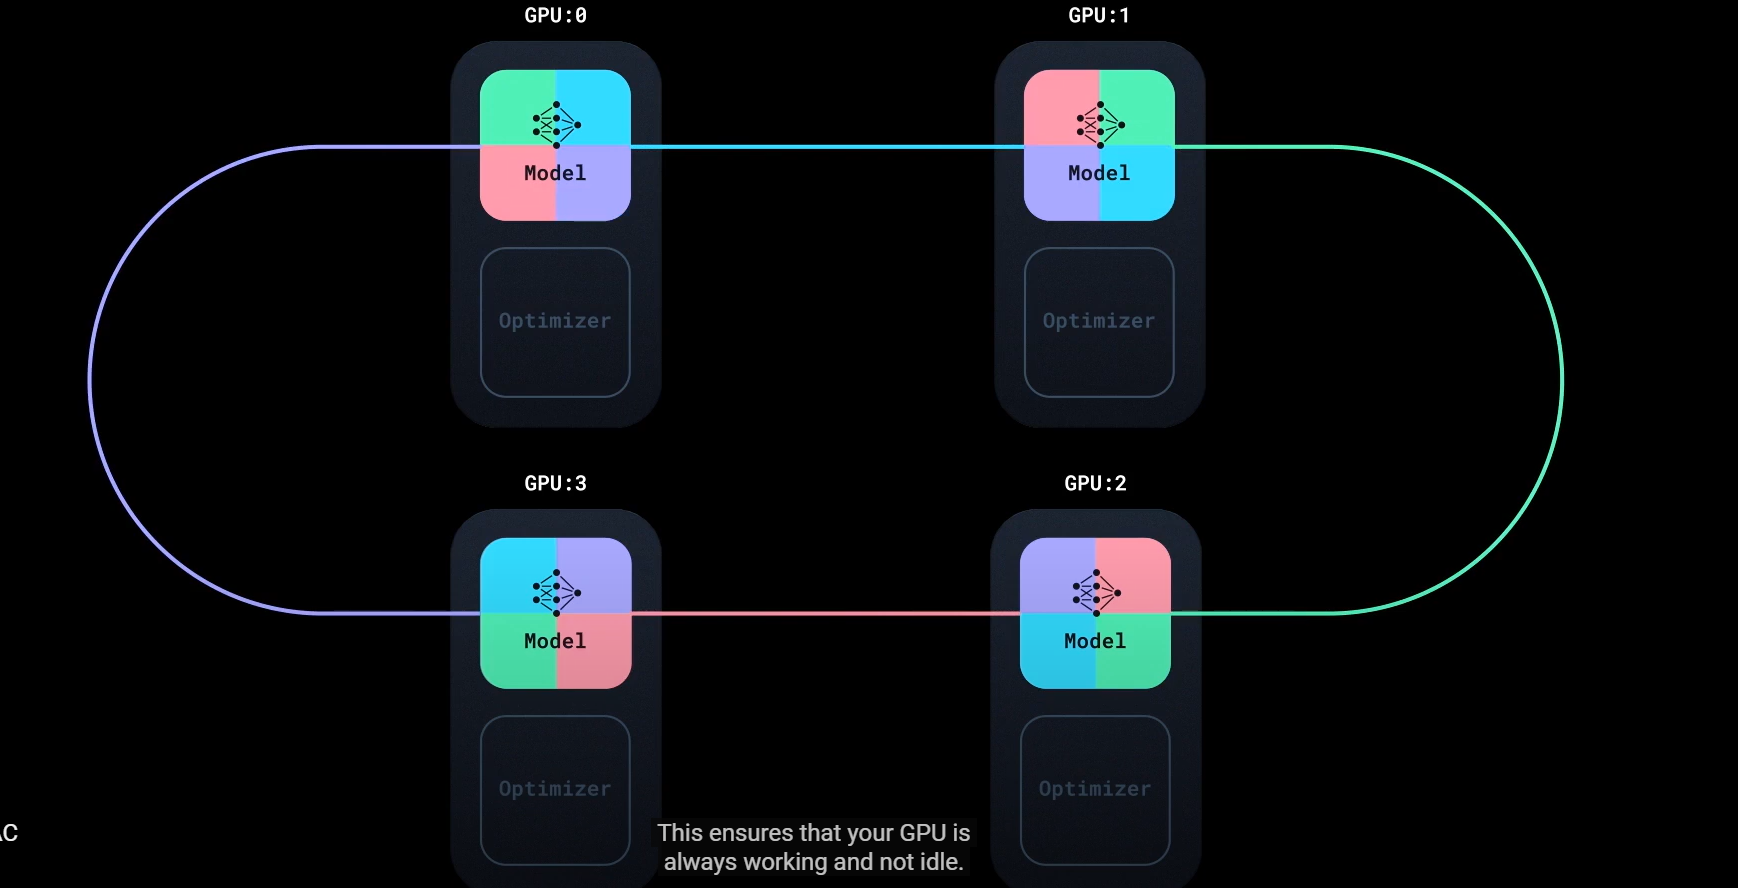 GPU:0
GPU:1
Model
Model
Optimizer
Optimizer
GPU:3
GPU:2
Model
Model
Optimizer
Optimizer
AC
This ensures that your GPU is
always working and not idle.